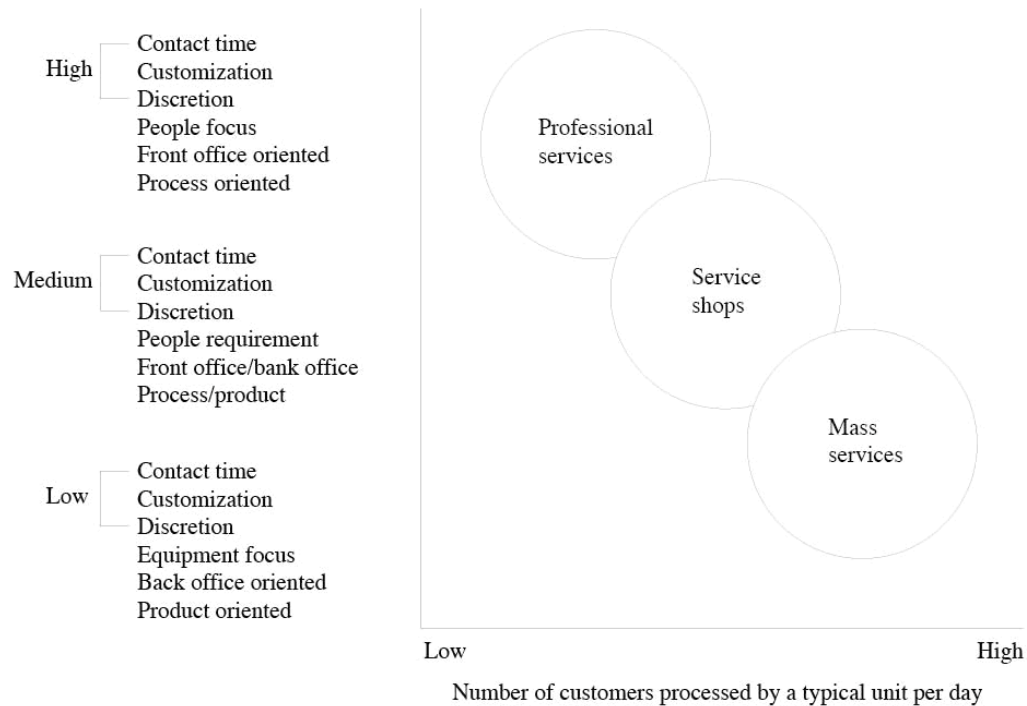 High
Contact time
Customization
Discretion
People focus
Front office oriented
Process oriented
Medium
Contact time
Customization
Discretion
People requirement
Front office/bank office
Process/product
Low
Contact time
Customization
Discretion
Equipment focus
Back office oriented
Product oriented
Professional
services
Service
shops
Mass
services
Low
High
Number of customers processed by a typical unit per day